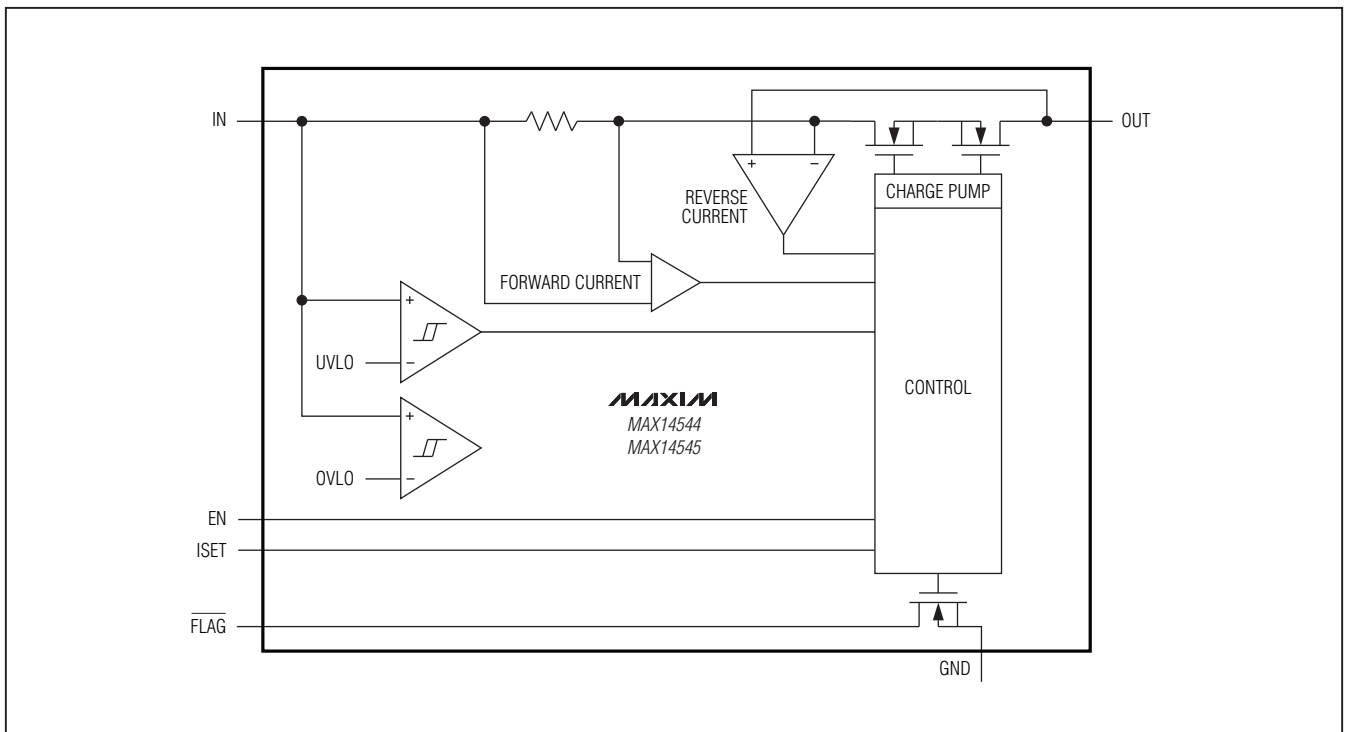 IN
OUT
+
−
REVERSE
CURRENT
CHARGE PUMP
FORWARD CURRENT
+
UVLO
−
CONTROL
MAXIM
MAX14544
MAX14545
+
OVLO
−
EN
ISET
FLAG
GND